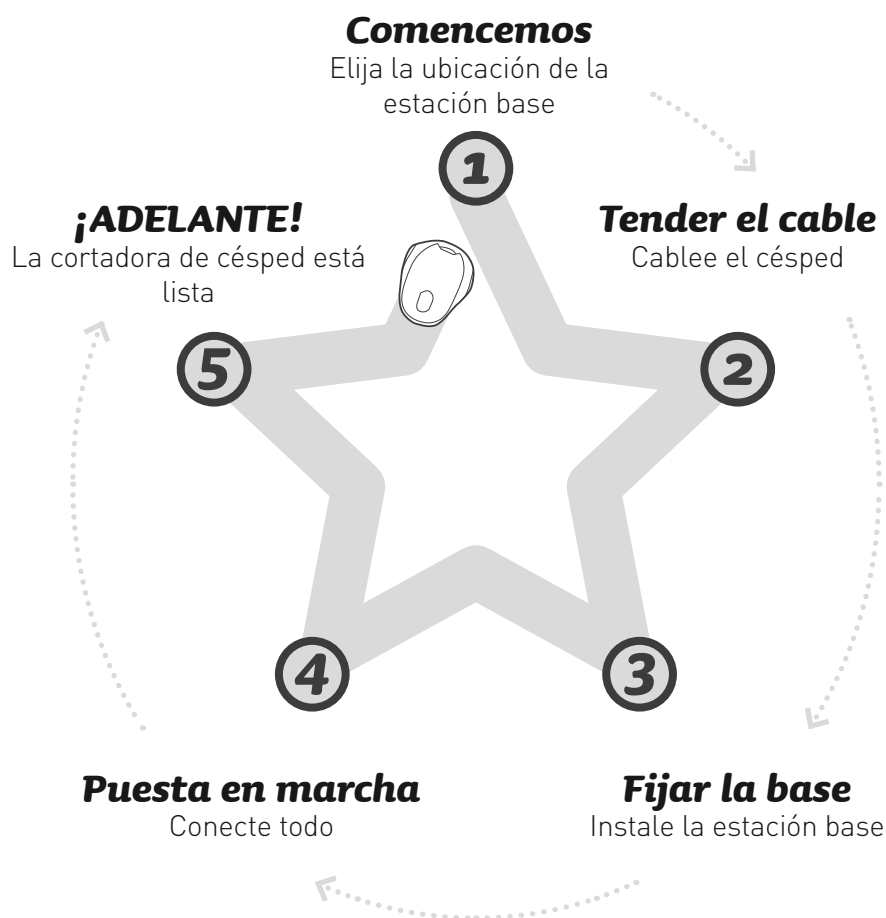 Comencemos
Elija la ubicación de la
estación base
1
Tender el cable
Cablee el césped
2
3
Fijar la base
Instale la estación base
4
Puesta en marcha
Conecte todo
5
¡ADELANTE!
La cortadora de césped está
lista